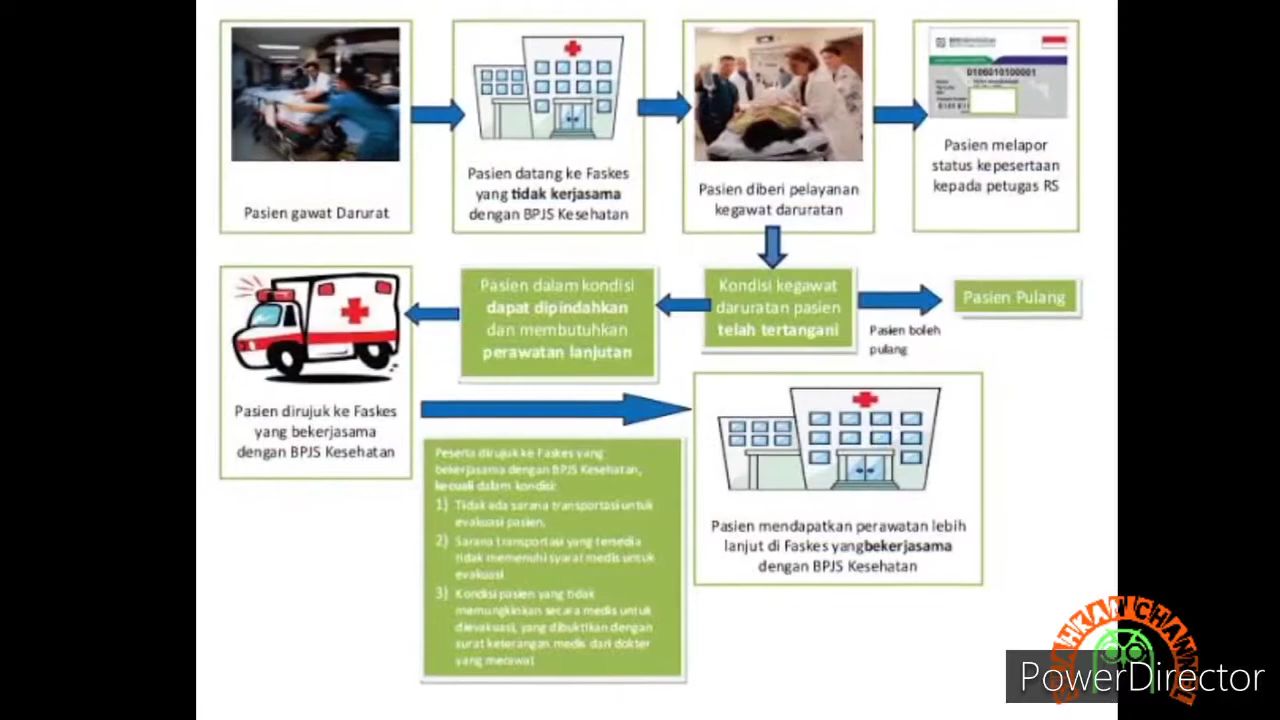 Pasien gawat Darurat
Pasien datang ke Faskes
yang tidak kerjasama
dengan BPJS Kesehatan
Pasien diberi pelayanan
kegawat daruratan
0106010100001
Pasien melapor
status kepesertaan
kepada petugas RS
Kondisi kegawat
daruratan pasien
telah tertangani
Pasien boleh
pulang
Pasien Pulang
Pasien dalam kondisi
dapat dipindahkan
dan membutuhkan
perawatan lanjutan
Pasien dirujuk ke Faskes
yang bekerjasama
dengan BPJS Kesehatan
Peserta dirujuk ke Faskes yang
bekerjasama dengan BPJS Kesehatan,
kecuali dalam kondisi:
1) Tidak ada sarana transportasi untuk
evakuasi pasien.
2) Sarana transportasi yang tersedia
tidak memenuhi syarat medis untuk
evakuasi
3) Kondisi pasien yang tidak
memungkinkan secara medis untuk
dievakuasi, yang dibuktikan dengan
surat keterangan medis dari dokter
yang merawat
Pasien mendapatkan perawatan lebih
lanjut di Faskes yangbekerjasama
dengan BPJS Kesehatan
PowerDirector